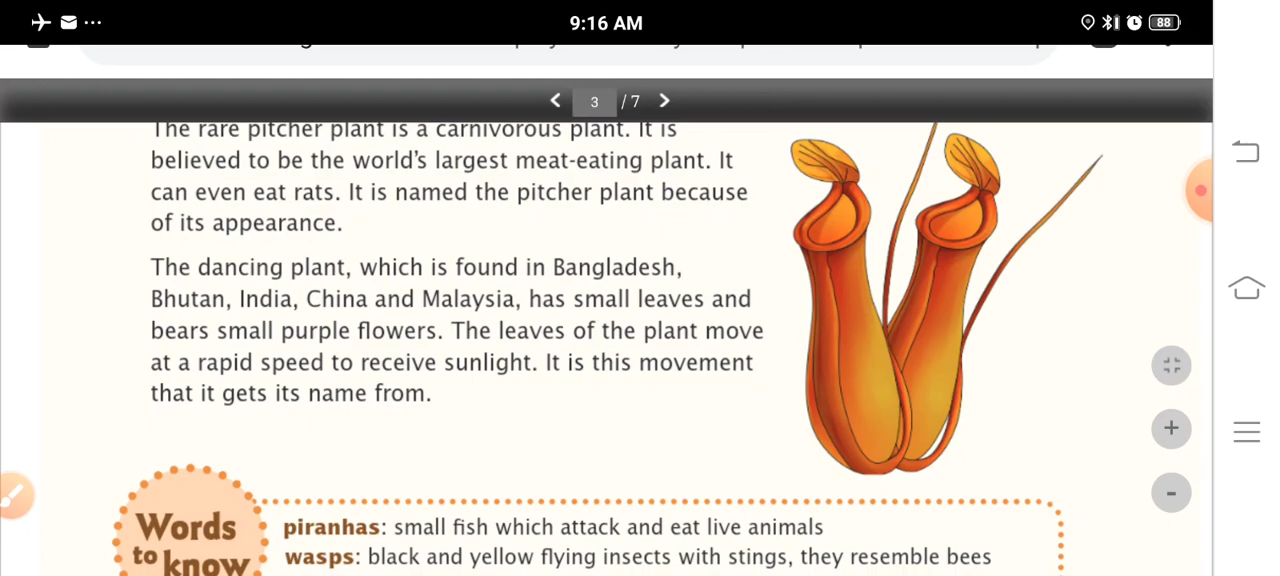 9:16 AM
88
3 / 7
The rare pitcher plant is a carnivorous plant. It is
believed to be the world's largest meat-eating plant. It
can even eat rats. It is named the pitcher plant because
of its appearance.
The dancing plant, which is found in Bangladesh,
Bhutan, India, China and Malaysia, has small leaves and
bears small purple flowers. The leaves of the plant move
at a rapid speed to receive sunlight. It is this movement
that it gets its name from.
Words
to know
piranhas: small fish which attack and eat live animals
wasps: black and yellow flying insects with stings, they resemble bees